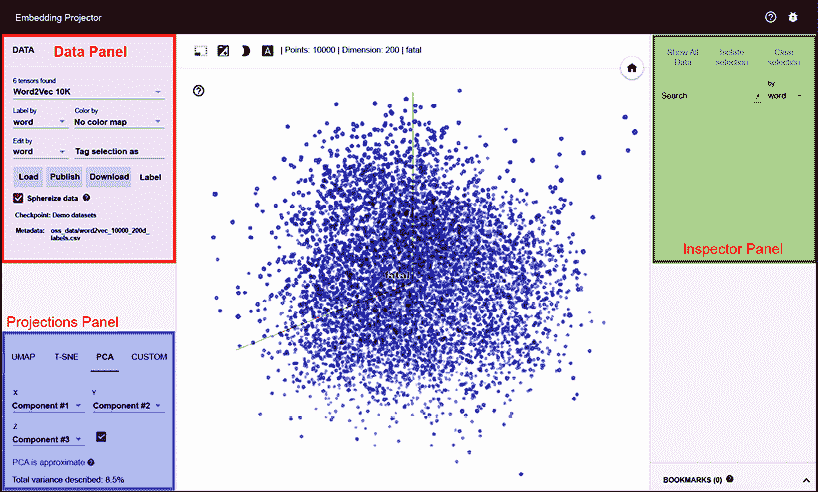 Embedding Projector
DATA
Data Panel
6 tensors found
Word2Vec 10K
Label by
Color by
word
No color map
Edit by
word
Tag selection as
Load
Publish
Download
Label
Sphereize data
Checkpoint: Demo datasets
Metadata: oss_data/word2vec_10000_200d_
labels.csv
Projections Panel
UMAP
T-SNE
PCA
CUSTOM
X
Y
Component #1
Component #2
Z
Component #3
PCA is approximate
Total variance described: 8.5%.
A
| Points: 10000 | Dimension: 200 | fatal
Show All
Data
Isolate
selection
Clear
selection
Search
by
word
Inspector Panel
BOOKMARKS (0)